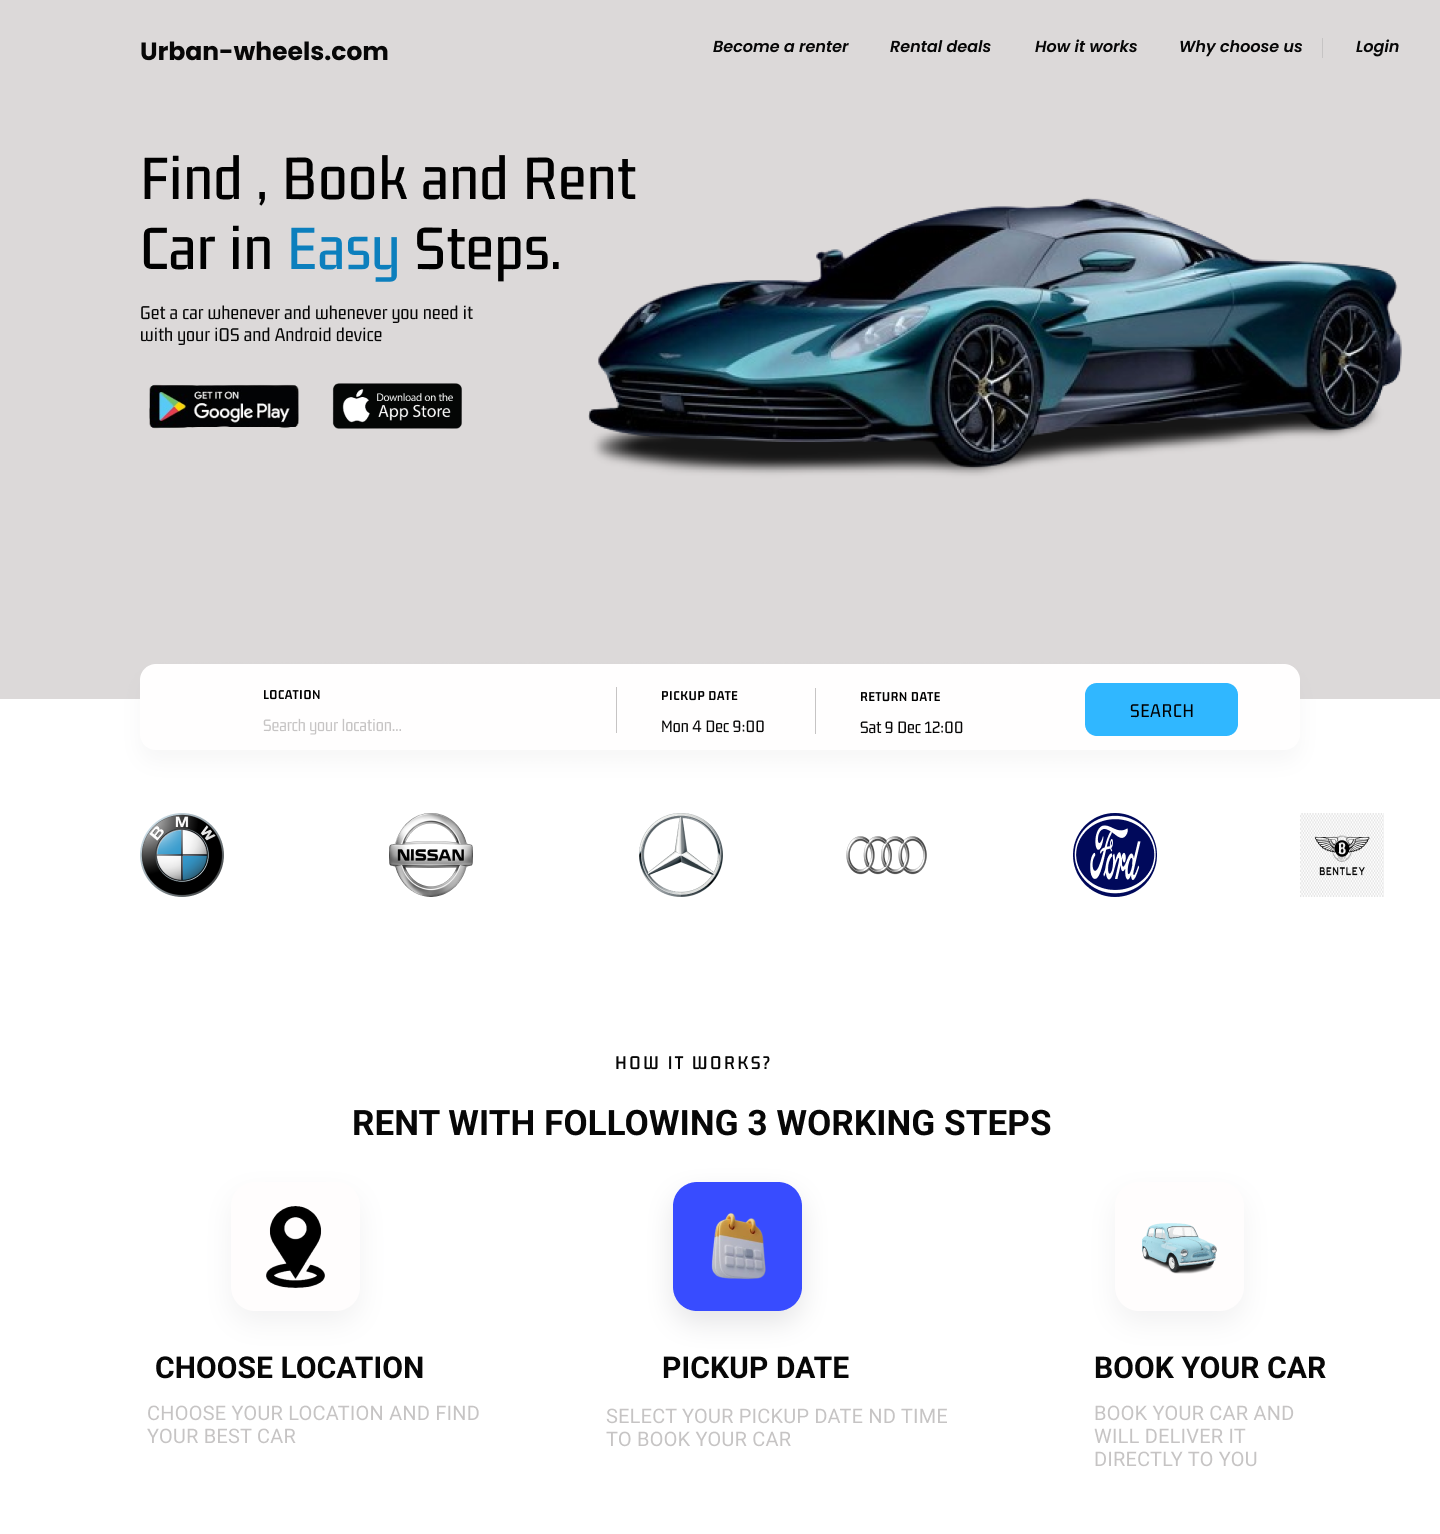 Urban-wheels.com
Become a renter
Rental deals
How it works
Why choose us
Login
Find , Book and Rent
Car in Easy Steps.
Get a car whenever and whenever you need it
with your iOS and Android device
GET IT ON
Google Play
Download on the
App Store
LOCATION
Search your location...
PICKUP DATE
Mon 4 Dec 9:00
RETURN DATE
Sat 9 Dec 12:00
SEARCH
BMW
NISSAN
Ford
B
BENTLEY
HOW IT WORKS?
RENT WITH FOLLOWING 3 WORKING STEPS
CHOOSE LOCATION
CHOOSE YOUR LOCATION AND FIND
YOUR BEST CAR
PICKUP DATE
SELECT YOUR PICKUP DATE ND TIME
TO BOOK YOUR CAR
BOOK YOUR CAR
BOOK YOUR CAR AND
WILL DELIVER IT
DIRECTLY TO YOU